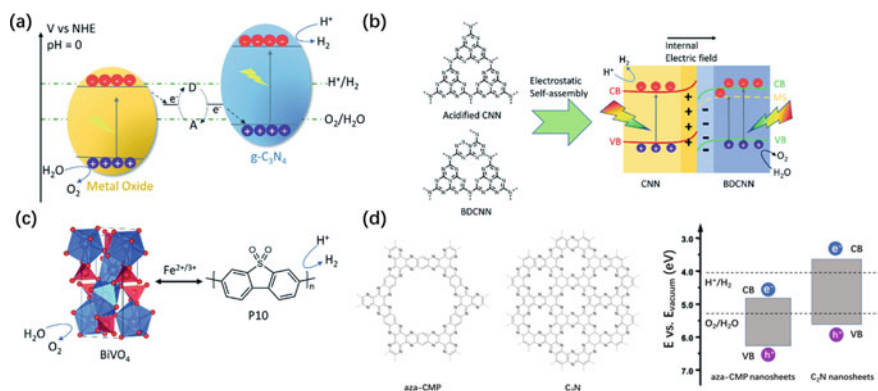 (a)
V vs NHE
pH = 0
H⁺
H₂
H⁺/H₂
e⁻
D
A
e⁻
O₂/H₂O
H₂O
O₂
Metal Oxide
g-C₃N₄
(b)
Acidified CNN
BDCNN
Electrostatic
Self-assembly
Internal
Electric field
H₂
H⁺
CB
CB
MS
VB
VB
O₂
H₂O
CNN
BDCNN
(c)
H₂O
O₂
BiVO₄
Fe²⁺/³⁺
O O
S
n
P10
H⁺
H₂
(d)
aza-CMP
C₂N
E vs. Evacuum (eV)
3.0
4.0
5.0
6.0
7.0
H⁺/H₂
O₂/H₂O
e⁻
CB
CB
e⁻
VB
h⁺
h⁺
VB
aza-CMP nanosheets
C₂N nanosheets